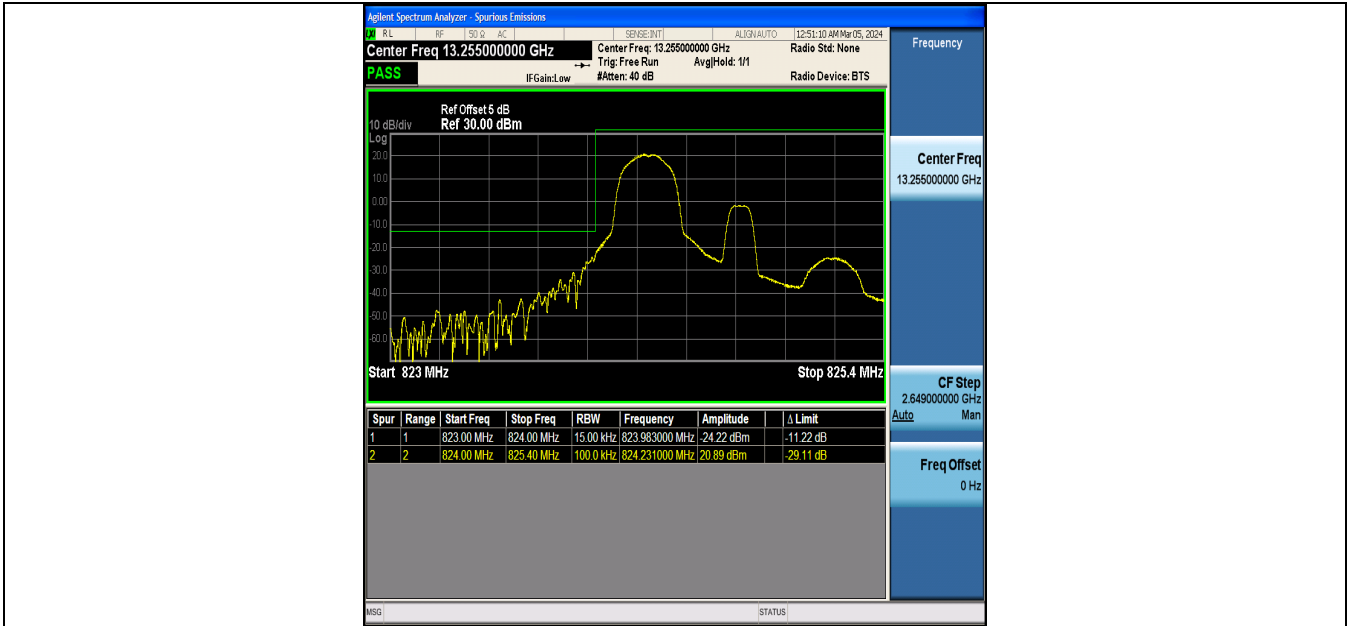 Agilent Spectrum Analyzer - Spurious Emissions
LXI RL RF 50 Ω AC SENSE:INT ALIGN AUTO 12:51:10 AM Mar 05, 2024
Center Freq 13.255000000 GHz Center Freq: 13.255000000 GHz Radio Std: None
Trig: Free Run Avg|Hold: 1/1
PASS IFGain:Low #Atten: 40 dB Radio Device: BTS
Ref Offset 5 dB
10 dB/div Ref 30.00 dBm
Log
20.0
10.0
0.00
-10.0
-20.0
-30.0
-40.0
-50.0
-60.0
Start 823 MHz Stop 825.4 MHz
Spur Range Start Freq Stop Freq RBW Frequency Amplitude Δ Limit
1 1 823.00 MHz 824.00 MHz 15.00 kHz 823.983000 MHz -24.22 dBm -11.22 dB
2 2 824.00 MHz 825.40 MHz 100.0 kHz 824.231000 MHz 20.89 dBm -29.11 dB
MSG STATUS
Frequency
Center Freq
13.255000000 GHz
CF Step
2.649000000 GHz
Auto Man
Freq Offset
0 Hz